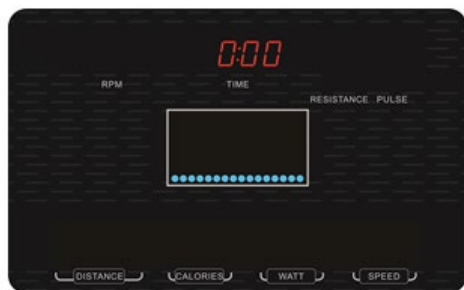 0:00
RPM TIME
RESISTANCE PULSE
DISTANCE CALORIES WATT SPEED